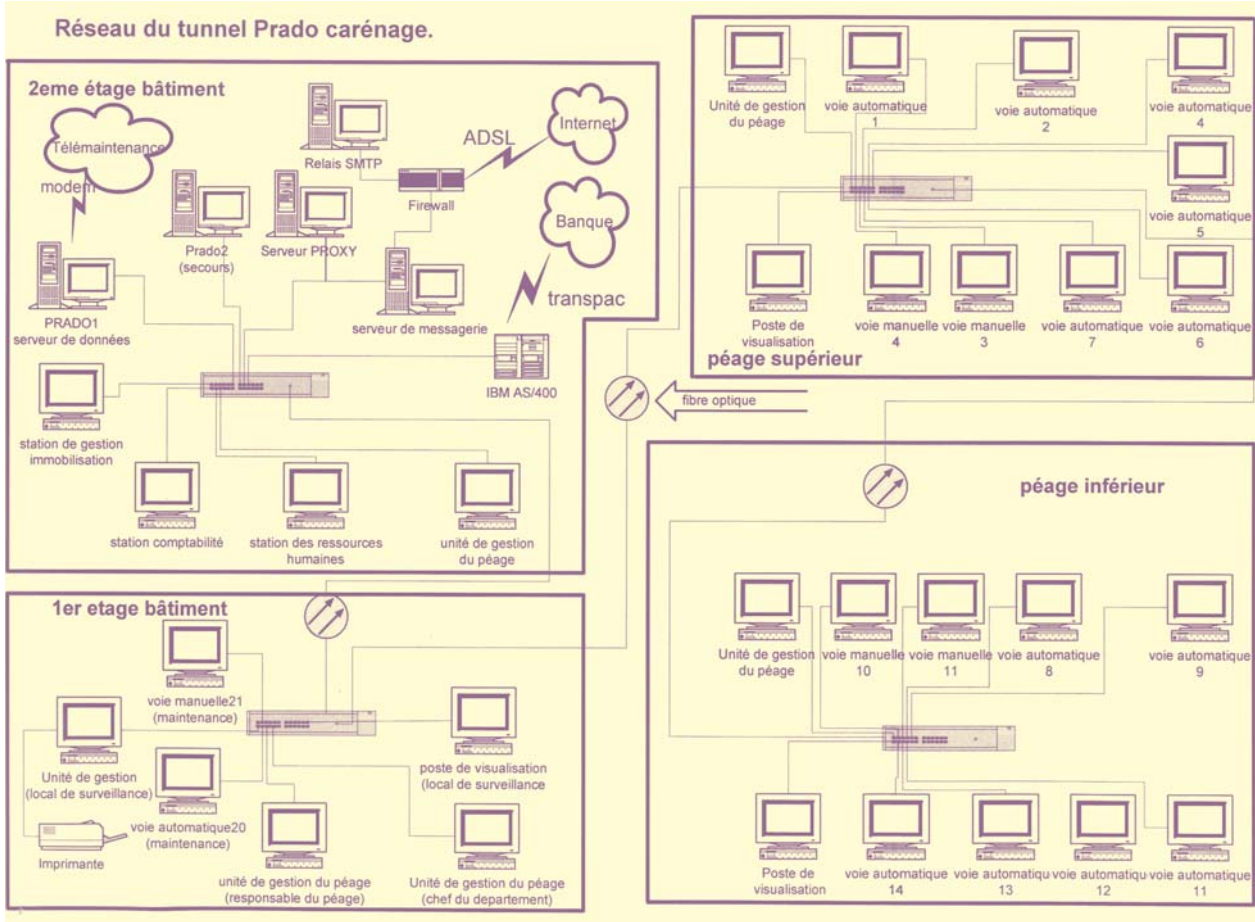 Réseau du tunnel Prado carénage.
2eme étage bâtiment
Télémaintenance
modem
Relais SMTP
ADSL
Internet
Firewall
Banque
transpac
Prado2
(secours)
Serveur PROXY
PRADO1
serveur de données
serveur de messagerie
IBM AS/400
station de gestion
immobilisation
station comptabilité
station des ressources
humaines
unité de gestion
du péage
fibre optique
1er etage bâtiment
voie manuelle21
(maintenance)
Unité de gestion
(local de surveillance)
poste de visualisation
(local de surveillance)
voie automatique20
(maintenance)
Imprimante
unité de gestion du péage
(responsable du péage)
Unité de gestion du péage
(chef du departement)
Unité de gestion
du péage
voie automatique
1
voie automatique
2
voie automatique
4
voie automatique
5
Poste de
visualisation
voie manuelle
4
voie manuelle
3
voie automatique
7
voie automatique
6
péage supérieur
péage inférieur
Unité de gestion
du péage
voie manuelle
10
voie manuelle
11
voie automatique
8
voie automatique
9
Poste de
visualisation
voie automatique
14
voie automatique
13
voie automatique
12
voie automatique
11